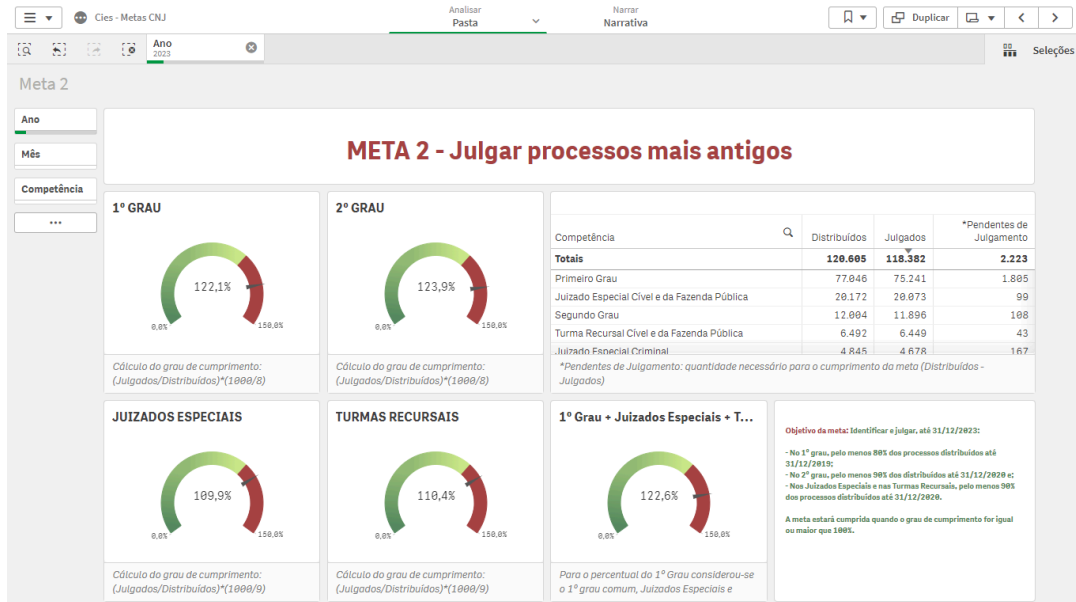 Cies - Metas CNJ
Analisar
Pasta
Narrar
Narrativa
Duplicar
Ano
2023
Seleções
Meta 2
Ano
Mês
Competência
META 2 - Julgar processos mais antigos
1º GRAU
122,1%
0,0%
150,0%
Cálculo do grau de cumprimento:
(Julgados/Distribuídos)*(1000/8)
2º GRAU
123,9%
0,0%
150,0%
Cálculo do grau de cumprimento:
(Julgados/Distribuídos)*(1000/8)
Competência Distribuídos Julgados *Pendentes de
Julgamento
Totais 120.605 118.382 2.223
Primeiro Grau 77.046 75.241 1.805
Juizado Especial Cível e da Fazenda Pública 20.172 20.073 99
Segundo Grau 12.004 11.896 108
Turma Recursal Cível e da Fazenda Pública 6.492 6.449 43
Juizado Especial Criminal 4.845 4.678 167
*Pendentes de Julgamento: quantidade necessário para o cumprimento da meta (Distribuídos -
Julgados)
JUIZADOS ESPECIAIS
109,9%
0,0%
150,0%
Cálculo do grau de cumprimento:
(Julgados/Distribuídos)*(1000/9)
TURMAS RECURSAIS
110,4%
0,0%
150,0%
Cálculo do grau de cumprimento:
(Julgados/Distribuídos)*(1000/9)
1º Grau + Juizados Especiais + T...
122,6%
0,0%
150,0%
Para o percentual do 1º Grau considerou-se
o 1º grau comum, Juizados Especiais e
Objetivo da meta: Identificar e julgar, até 31/12/2023:
- No 1º grau, pelo menos 80% dos processos distribuídos até
31/12/2019;
- No 2º grau, pelo menos 90% dos distribuídos até 31/12/2020 e;
- Nos Juizados Especiais e nas Turmas Recursais, pelo menos 90%
dos processos distribuídos até 31/12/2020.
A meta estará cumprida quando o grau de cumprimento for igual
ou maior que 100%.